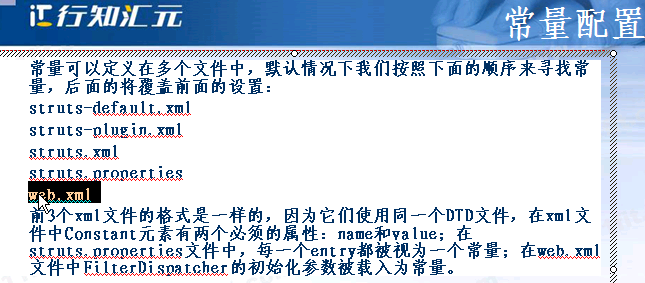 行知汇元
常量配置
常量可以定义在多个文件中，默认情况下我们按照下面的顺序来寻找常
量，后面的将覆盖前面的设置：
struts-default.xml
struts-plugin.xml
struts.xml
struts.properties
web.xml
前3个xml文件的格式是一样的，因为它们使用同一个DTD文件，在xml文
件中Constant元素有两个必须的属性：name和value；在
struts.properties文件中，每一个entry都被视为一个常量；在web.xml
文件中FilterDispatcher的初始化参数被载入为常量。